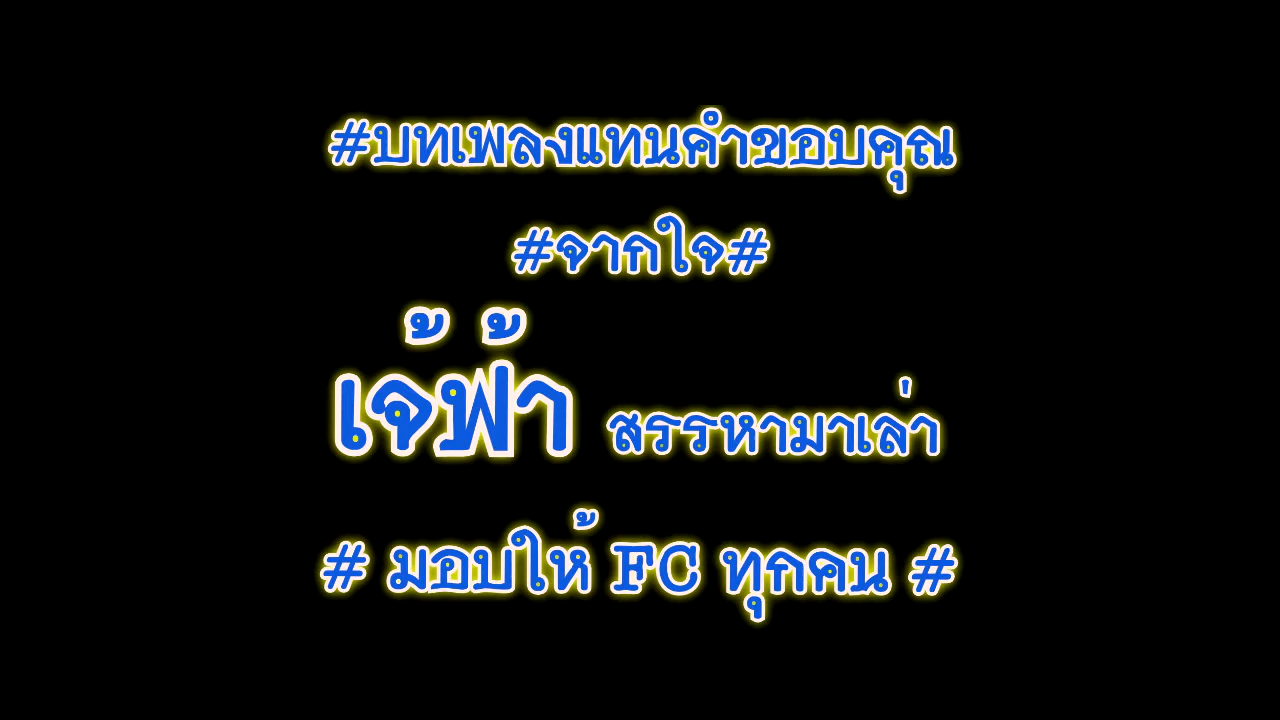 #บทเพลงแทนคำขอบคุณ
#จากใจ#
เจ้ฟ้า สรรหามาเล่า
# มอบให้ FC ทุกคน #